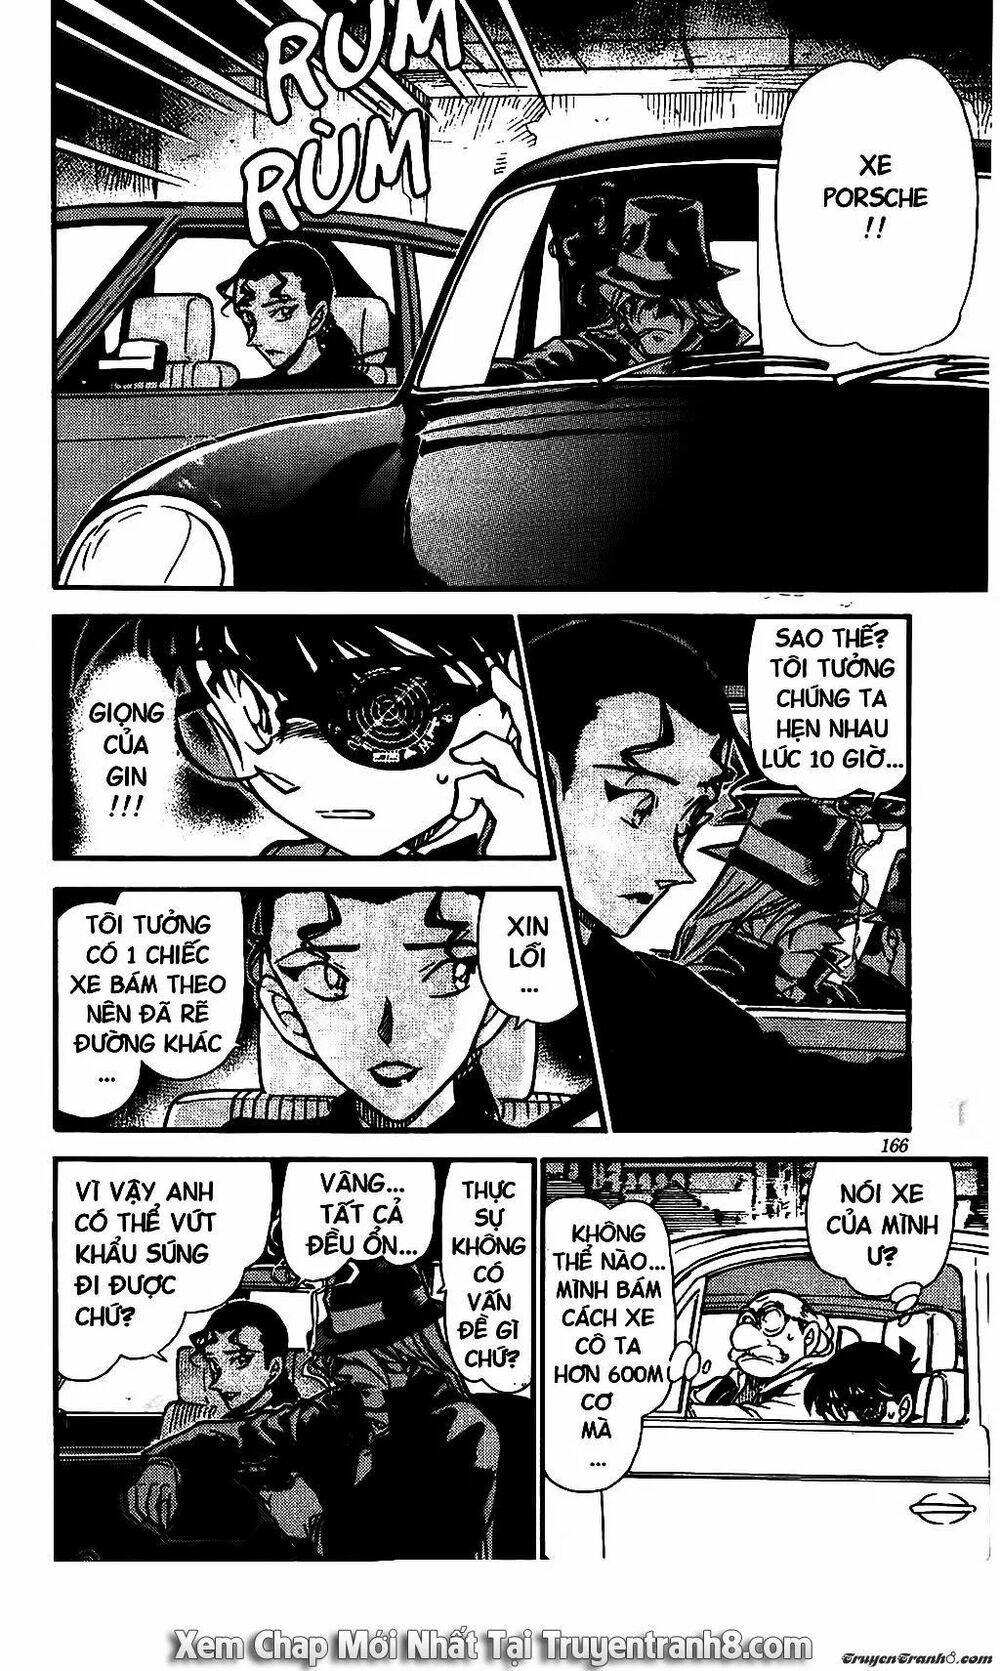 RÙM
RÙM
XE
PORSCHE
!!
SAO THẾ?
TÔI TƯỞNG
CHÚNG TA
HẸN NHAU
LÚC 10 GIỜ...
GIỌNG
CỦA
GIN
!!!
XIN
LỖI
...
TÔI TƯỞNG
CÓ 1 CHIẾC
XE BÁM THEO
NÊN ĐÃ RẼ
ĐƯỜNG KHÁC
...
166
NÓI XE
CỦA MÌNH
Ư?
KHÔNG
THỂ NÀO...
MÌNH BÁM
CÁCH XE
CÔ TA
HƠN 600M
CƠ
MÀ
...
THỰC
SỰ
KHÔNG
CÓ
VẤN
ĐỀ GÌ
CHỨ?
VÂNG...
TẤT CẢ
ĐỀU ỔN...
VÌ VẬY ANH
CÓ THỂ VỨT
KHẨU SÚNG
ĐI ĐƯỢC
CHỨ?
Xem Chap Mới Nhất Tại Truyentranh8.com
TruyenTranh8.com